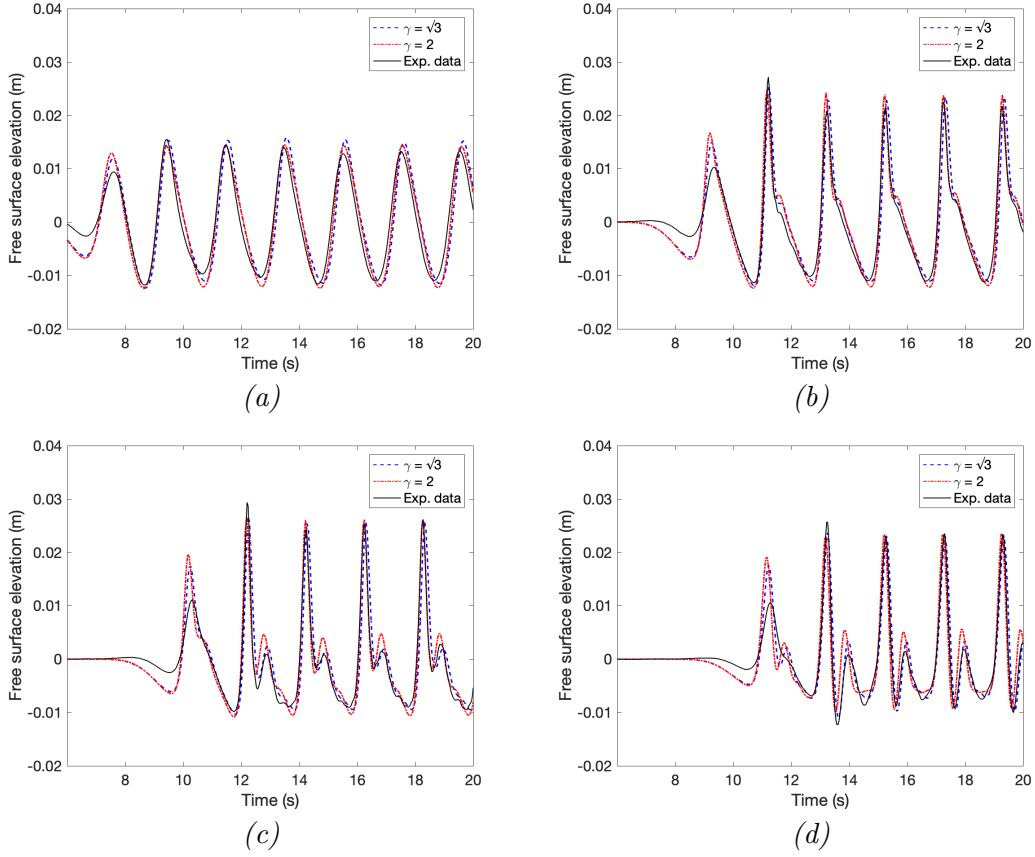 0.04
0.03
0.02
0.01
0
-0.01
-0.02
Free surface elevation (m)
γ = √3
γ = 2
Exp. data
8 10 12 14 16 18 20
Time (s)
(a)
0.04
0.03
0.02
0.01
0
-0.01
-0.02
Free surface elevation (m)
γ = √3
γ = 2
Exp. data
8 10 12 14 16 18 20
Time (s)
(b)
0.04
0.03
0.02
0.01
0
-0.01
-0.02
Free surface elevation (m)
γ = √3
γ = 2
Exp. data
8 10 12 14 16 18 20
Time (s)
(c)
0.04
0.03
0.02
0.01
0
-0.01
-0.02
Free surface elevation (m)
γ = √3
γ = 2
Exp. data
8 10 12 14 16 18 20
Time (s)
(d)